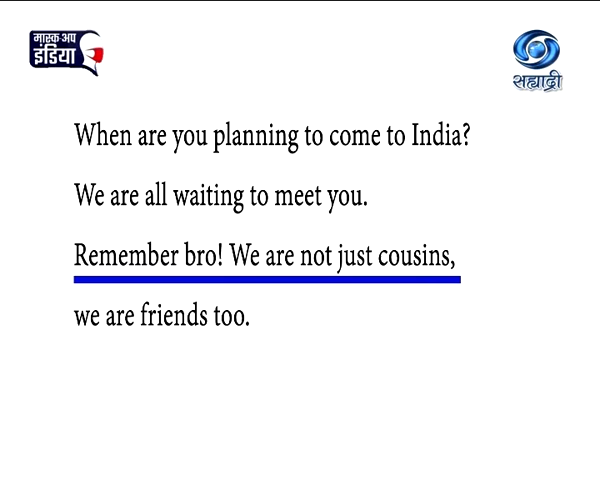 मास्क अप
इंडिया
सह्याद्री
When are you planning to come to India?
We are all waiting to meet you.
Remember bro! We are not just cousins,
we are friends too.